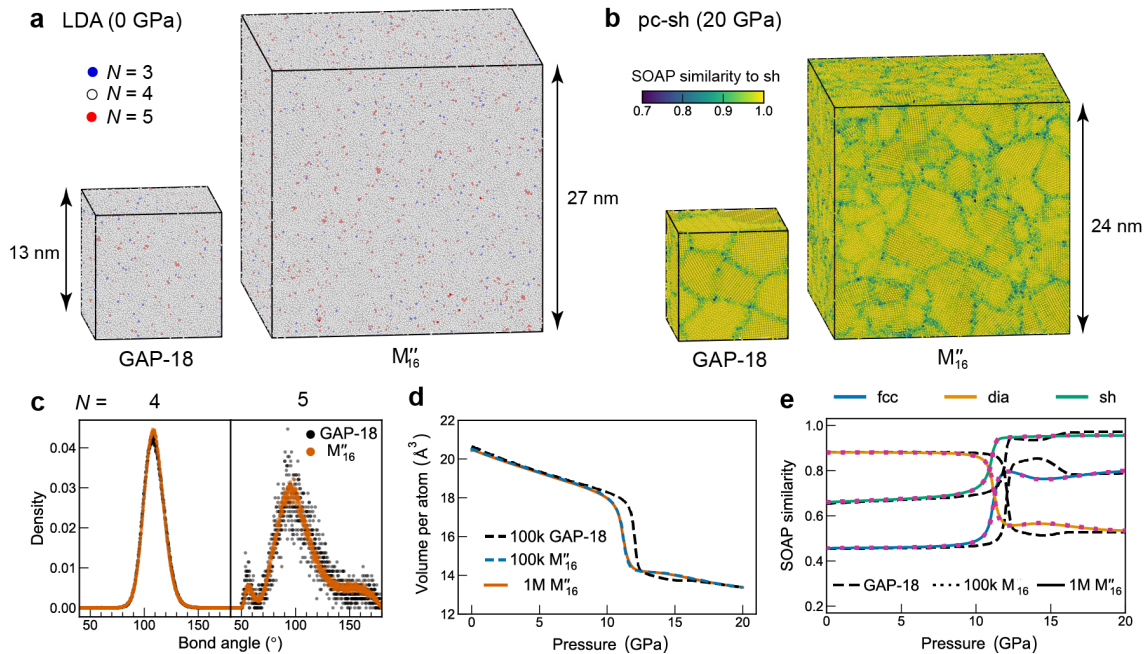 a LDA (0 GPa)
N = 3
N = 4
N = 5
13 nm
27 nm
GAP-18
M″₁₆
b pc-sh (20 GPa)
SOAP similarity to sh
0.7 0.8 0.9 1.0
24 nm
GAP-18
M″₁₆
c N = 4 5
GAP-18
M″₁₆
Density
0.04
0.03
0.02
0.01
0.00
50 100 150 50 100 150
Bond angle (°)
d
Volume per atom (Å³)
22
20
18
16
14
12
100k GAP-18
100k M″₁₆
1M M″₁₆
0 5 10 15 20
Pressure (GPa)
e
fcc dia sh
SOAP similarity
1.0
0.8
0.6
0.4
0.2
GAP-18 100k M₁₆ 1M M″₁₆
0 5 10 15 20
Pressure (GPa)